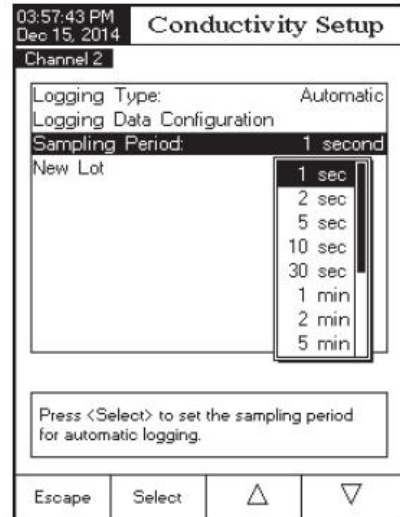 03:57:43 PM
Dec 15, 2014
Conductivity Setup
Channel 2
Logging Type: Automatic
Logging Data Configuration
Sampling Period: 1 second
New Lot
1 sec
2 sec
5 sec
10 sec
30 sec
1 min
2 min
5 min
Press <Select> to set the sampling period
for automatic logging.
Escape Select △ ▽